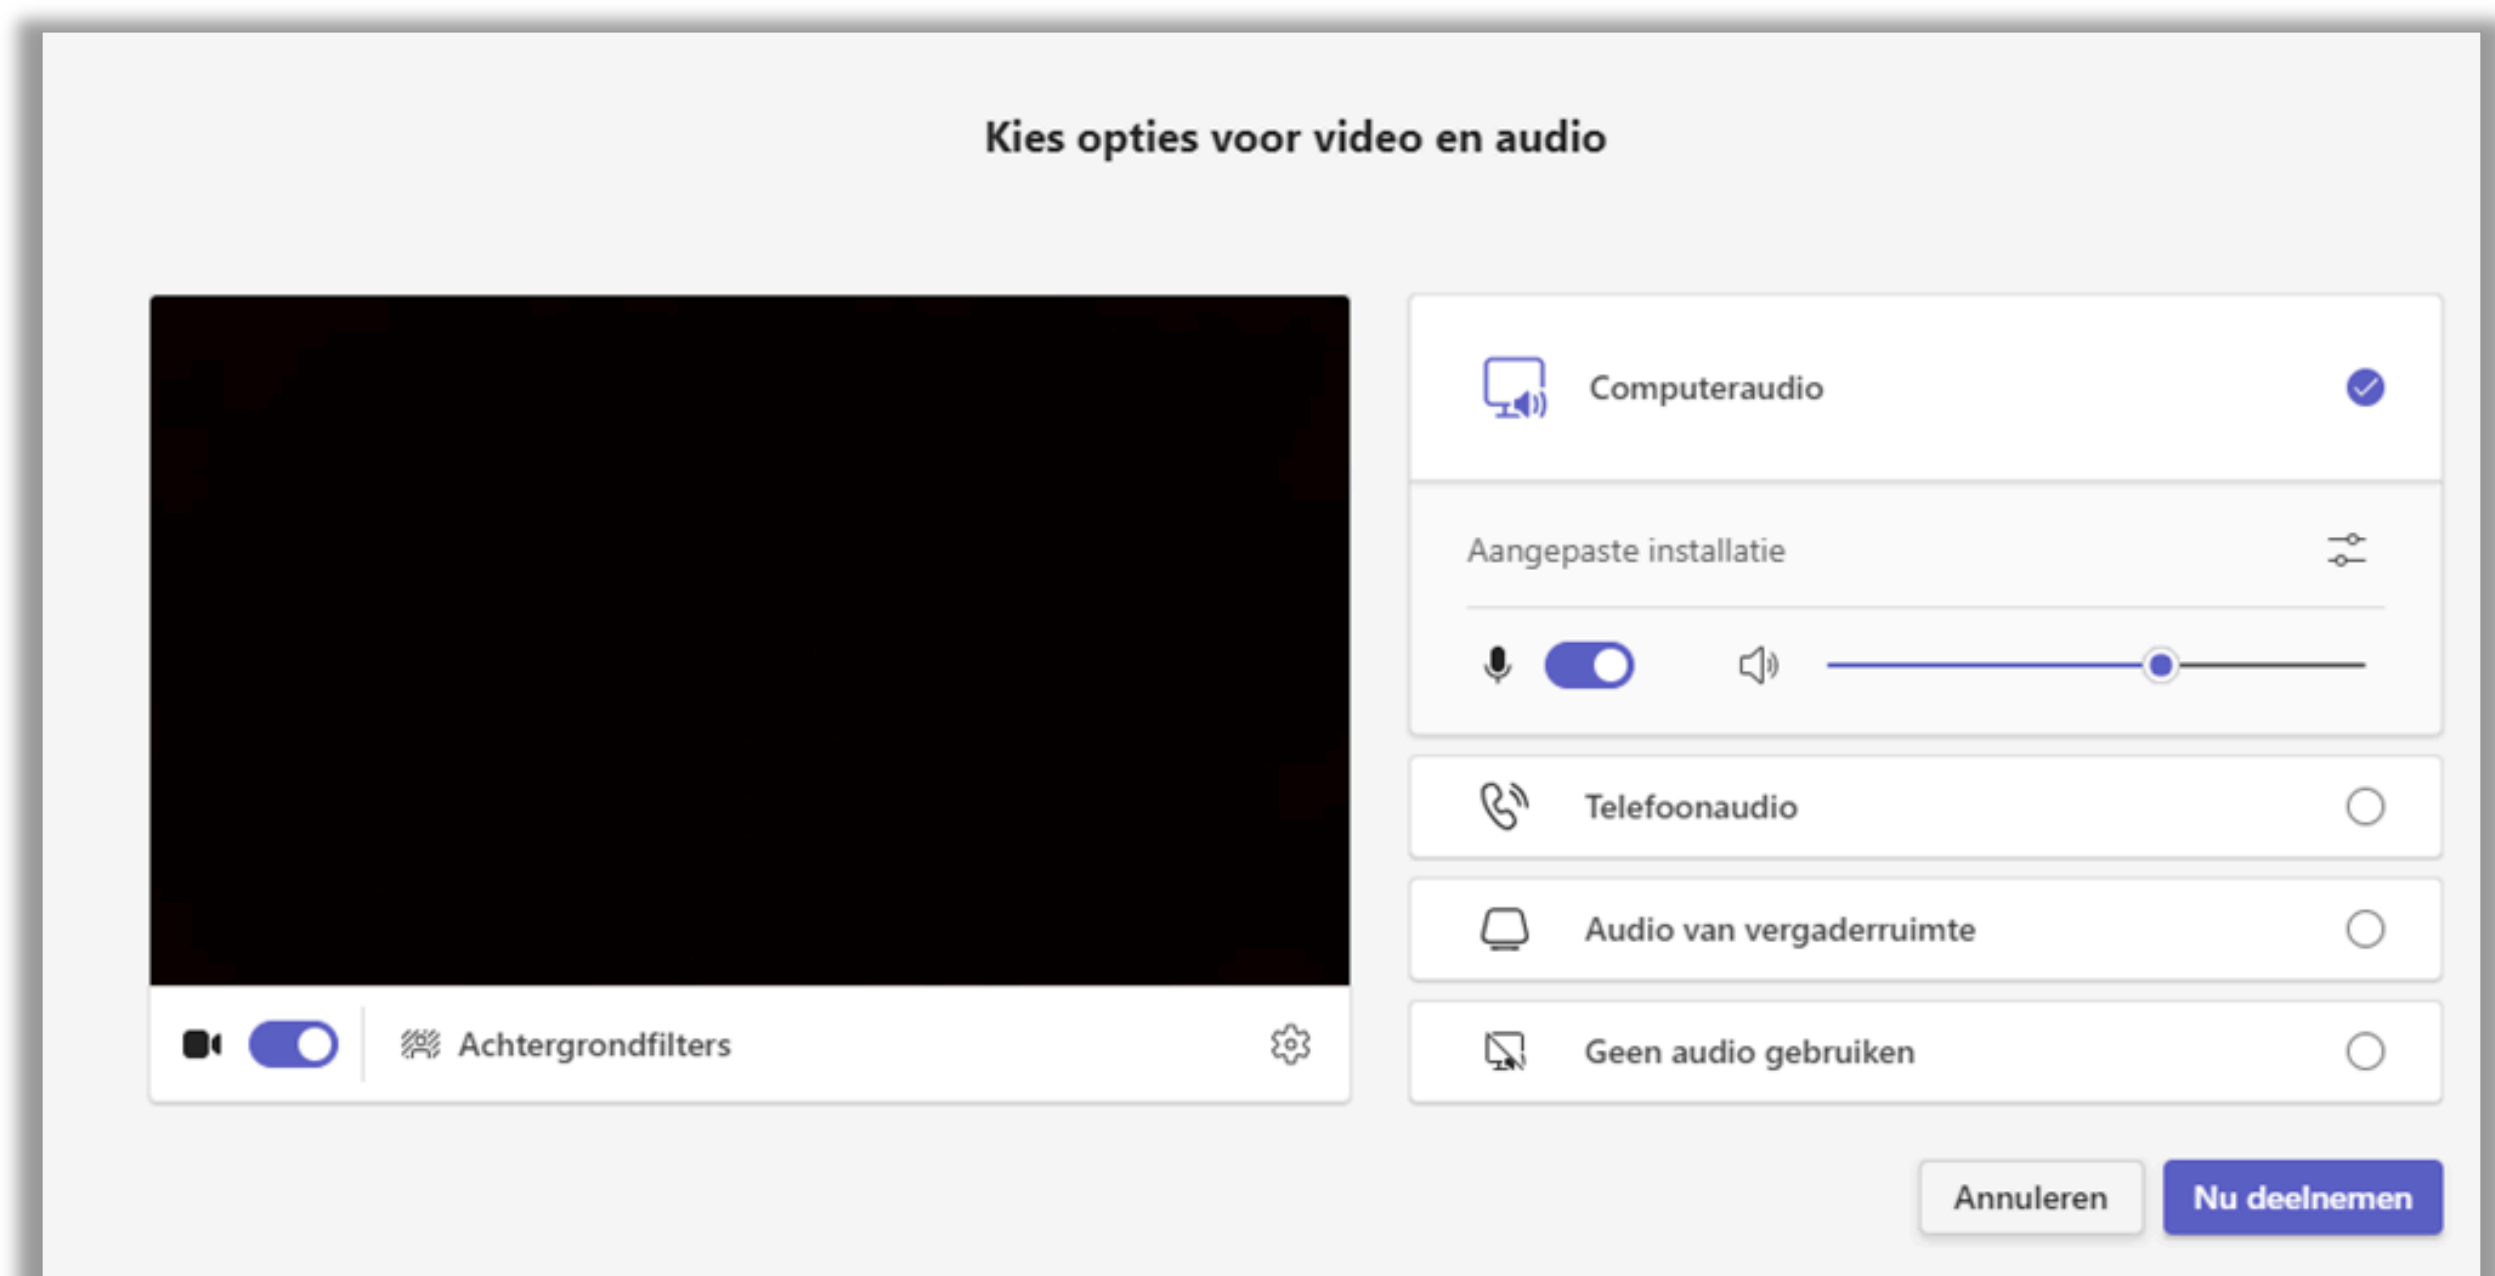 Kies opties voor video en audio
Computeraudio
Aangepaste installatie
Telefoonaudio
Audio van vergaderruimte
Geen audio gebruiken
Achtergrondfilters
Annuleren
Nu deelnemen